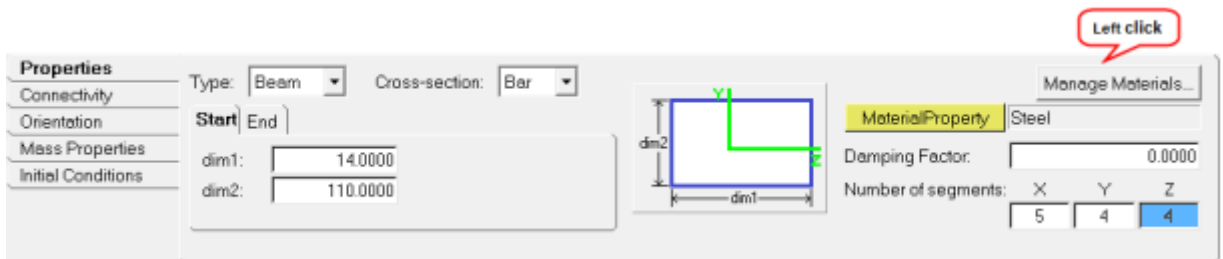 Left click
Properties
Connectivity
Orientation
Mass Properties
Initial Conditions
Type: Beam Cross-section: Bar
Start End
dim1: 14.0000
dim2: 110.0000
Y
Z
dim2
dim1
Manage Materials...
MaterialProperty Steel
Damping Factor: 0.0000
Number of segments: X Y Z
5 4 4